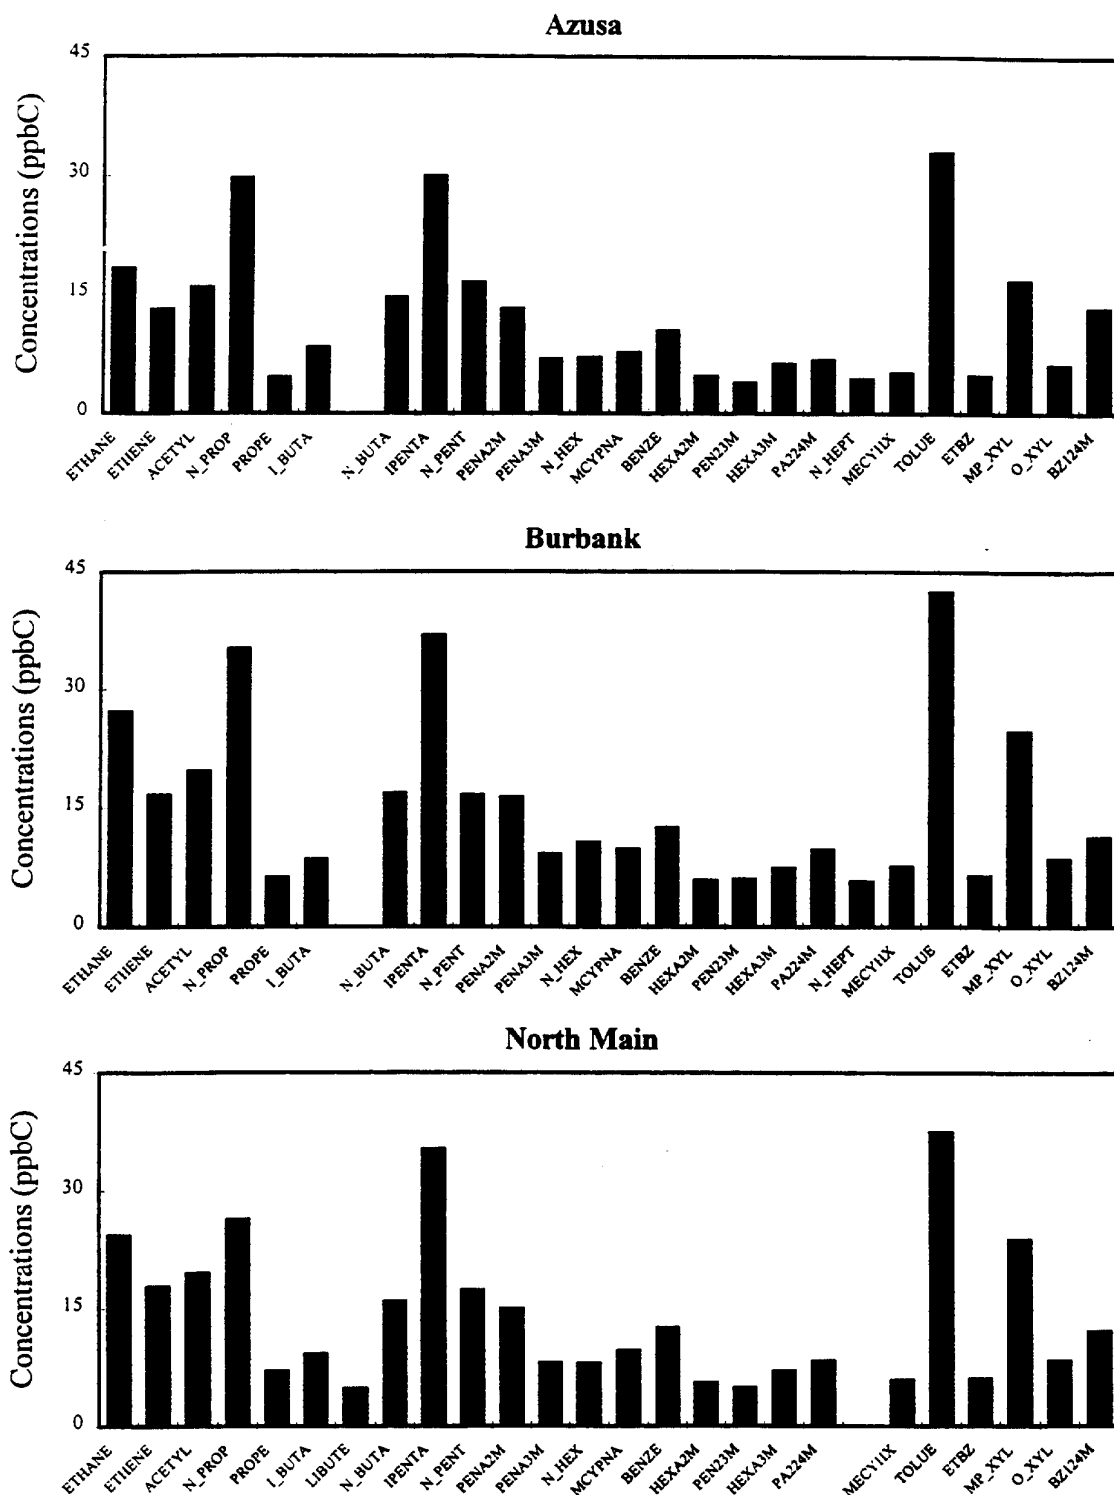 Azusa
Concentrations (ppbC)
45
30
15
0
ETHANE ETHENE ACETYL N_PROP PROPE I_BUTA N_BUTA IPENTA N_PENT PENA2M PENA3M N_HEX MCYPNA BENZE HEXA2M PEN23M HEXA3M PA224M N_HEPT MECYHX TOLUE ETBZ MP_XYL O_XYL BZ124M
Burbank
Concentrations (ppbC)
45
30
15
0
ETHANE ETHENE ACETYL N_PROP PROPE I_BUTA N_BUTA IPENTA N_PENT PENA2M PENA3M N_HEX MCYPNA BENZE HEXA2M PEN23M HEXA3M PA224M N_HEPT MECYHX TOLUE ETBZ MP_XYL O_XYL BZ124M
North Main
Concentrations (ppbC)
45
30
15
0
ETHANE ETHENE ACETYL N_PROP PROPE I_BUTA LIBUTE N_BUTA IPENTA N_PENT PENA2M PENA3M N_HEX MCYPNA BENZE HEXA2M PEN23M HEXA3M PA224M MECYHX TOLUE ETBZ MP_XYL O_XYL BZ124M